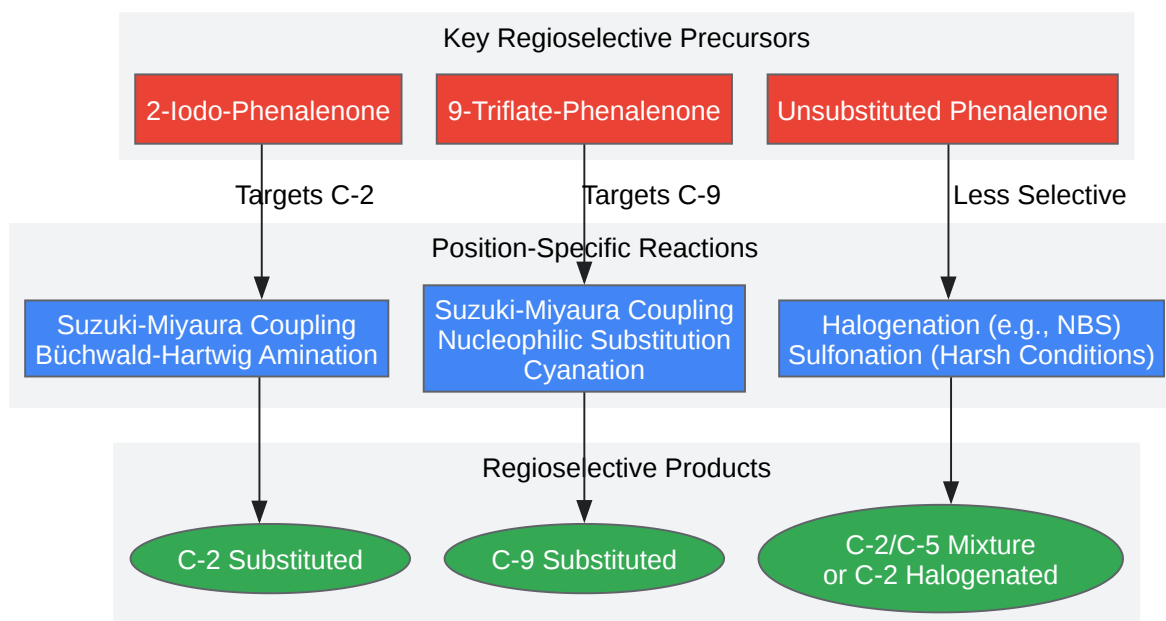 Key Regioselective Precursors
2-Iodo-Phenalenone
9-Triflate-Phenalenone
Unsubstituted Phenalenone
Targets C-2
Targets C-9
Less Selective
Position-Specific Reactions
Suzuki-Miyaura Coupling
Büchwald-Hartwig Amination
Suzuki-Miyaura Coupling
Nucleophilic Substitution
Cyanation
Halogenation (e.g., NBS)
Sulfonation (Harsh Conditions)
Regioselective Products
C-2 Substituted
C-9 Substituted
C-2/C-5 Mixture
or C-2 Halogenated